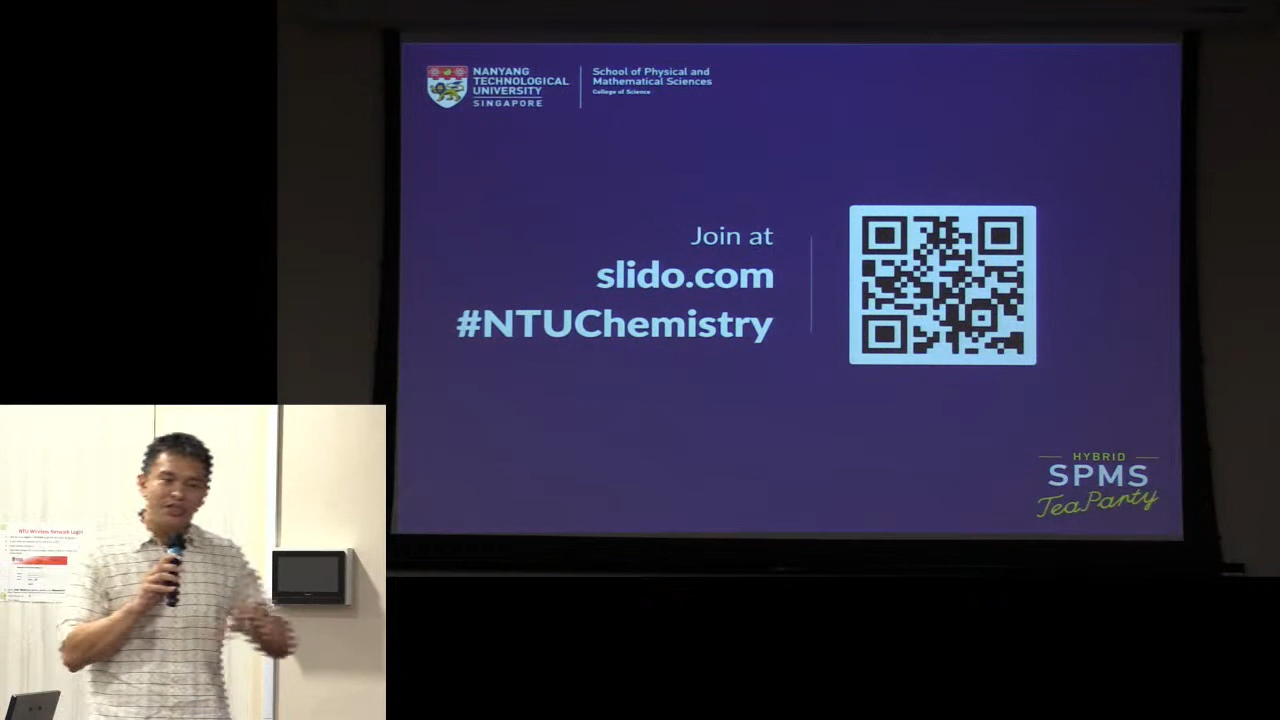 NANYANG
TECHNOLOGICAL
UNIVERSITY
SINGAPORE
School of Physical and
Mathematical Sciences
College of Science
Join at
slido.com
#NTUChemistry
HYBRID
SPMS
Tea Party
NTU Wireless Network Login